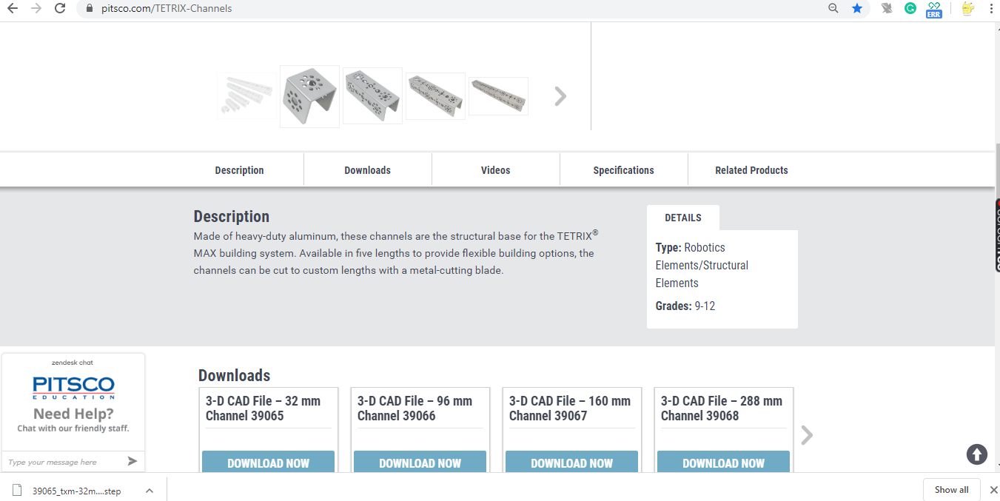 pitsco.com/TETRIX-Channels
ERR
Description
Downloads
Videos
Specifications
Related Products
Description
Made of heavy-duty aluminum, these channels are the structural base for the TETRIX®
MAX building system. Available in five lengths to provide flexible building options, the
channels can be cut to custom lengths with a metal-cutting blade.
DETAILS
Type: Robotics
Elements/Structural
Elements
Grades: 9-12
zendesk chat
PITSCO
EDUCATION
Need Help?
Chat with our friendly staff.
Type your message here
Downloads
3-D CAD File – 32 mm
Channel 39065
DOWNLOAD NOW
3-D CAD File – 96 mm
Channel 39066
DOWNLOAD NOW
3-D CAD File – 160 mm
Channel 39067
DOWNLOAD NOW
3-D CAD File – 288 mm
Channel 39068
DOWNLOAD NOW
39065_txm-32m....step
Show all